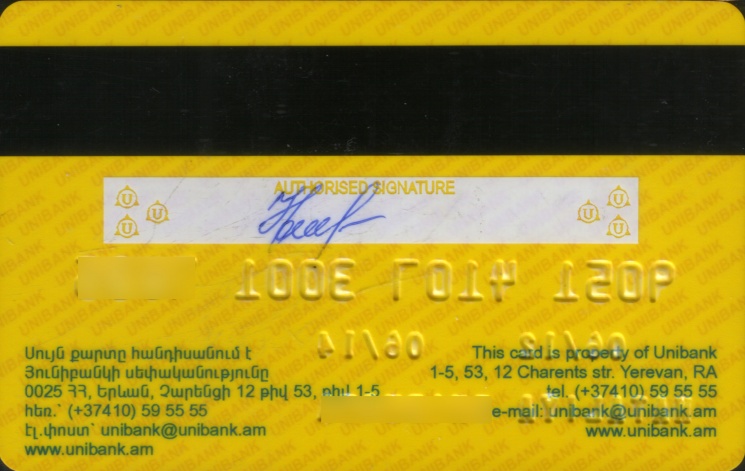 AUTHORISED SIGNATURE
Սույն քարտը հանդիսանում է
Յունիբանկի սեփականությունը
0025 ՀՀ, Երևան, Չարենցի 12 թիվ 53, թիվ 1-5
հեռ.՝ (+37410) 59 55 55
էլ.փոստ՝ unibank@unibank.am
www.unibank.am
This card is property of Unibank
1-5, 53, 12 Charents str. Yerevan, RA
tel. (+37410) 59 55 55
e-mail: unibank@unibank.am
www.unibank.am